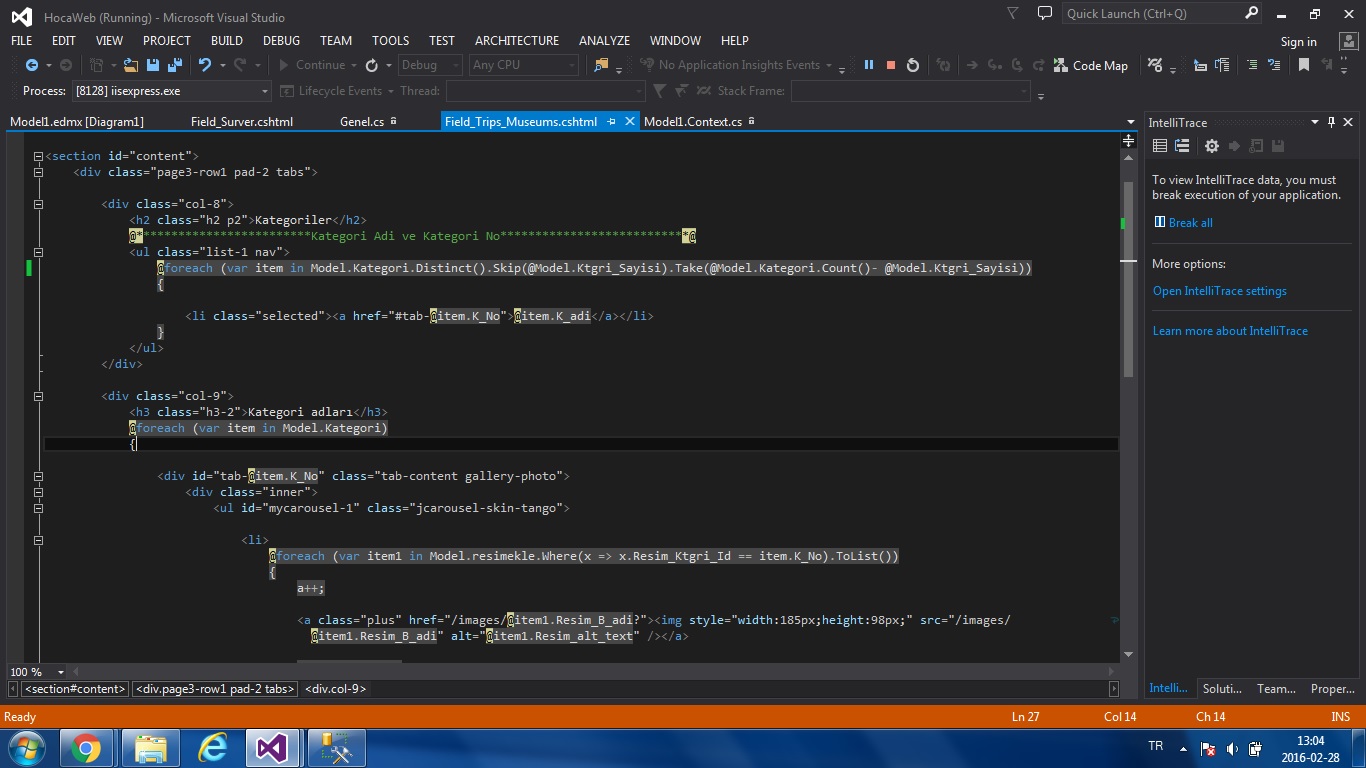 HocaWeb (Running) - Microsoft Visual Studio
Quick Launch (Ctrl+Q)
FILE EDIT VIEW PROJECT BUILD DEBUG TEAM TOOLS TEST ARCHITECTURE ANALYZE WINDOW HELP
Sign in
Continue Debug Any CPU No Application Insights Events Code Map
Process: [8128] iisexpress.exe Lifecycle Events Thread: Stack Frame:
Model1.edmx [Diagram1] Field_Surver.cshtml Genel.cs Field_Trips_Museums.cshtml Model1.Context.cs
<section id="content">
<div class="page3-row1 pad-2 tabs">
<div class="col-8">
<h2 class="h2 p2">Kategoriler</h2>
@*************************Kategori Adi ve Kategori No***************************@
<ul class="list-1 nav">
@foreach (var item in Model.Kategori.Distinct().Skip(@Model.Ktgri_Sayisi).Take(@Model.Kategori.Count()- @Model.Ktgri_Sayisi))
{
<li class="selected"><a href="#tab-@item.K_No">@item.K_adi</a></li>
}
</ul>
</div>
<div class="col-9">
<h3 class="h3-2">Kategori adları</h3>
@foreach (var item in Model.Kategori)
{
<div id="tab-@item.K_No" class="tab-content gallery-photo">
<div class="inner">
<ul id="mycarousel-1" class="jcarousel-skin-tango">
<li>
@foreach (var item1 in Model.resimekle.Where(x => x.Resim_Ktgri_Id == item.K_No).ToList())
{
a++;
<a class="plus" href="/images/@item1.Resim_B_adi?"><img style="width:185px;height:98px;" src="/images/
@item1.Resim_B_adi" alt="@item1.Resim_alt_text" /></a>
100 %
<section#content> <div.page3-row1 pad-2 tabs> <div.col-9>
IntelliTrace
To view IntelliTrace data, you must
break execution of your application.
Break all
More options:
Open IntelliTrace settings
Learn more about IntelliTrace
Intelli... Soluti... Team... Proper...
Ready Ln 27 Col 14 Ch 14 INS
TR
13:04
2016-02-28